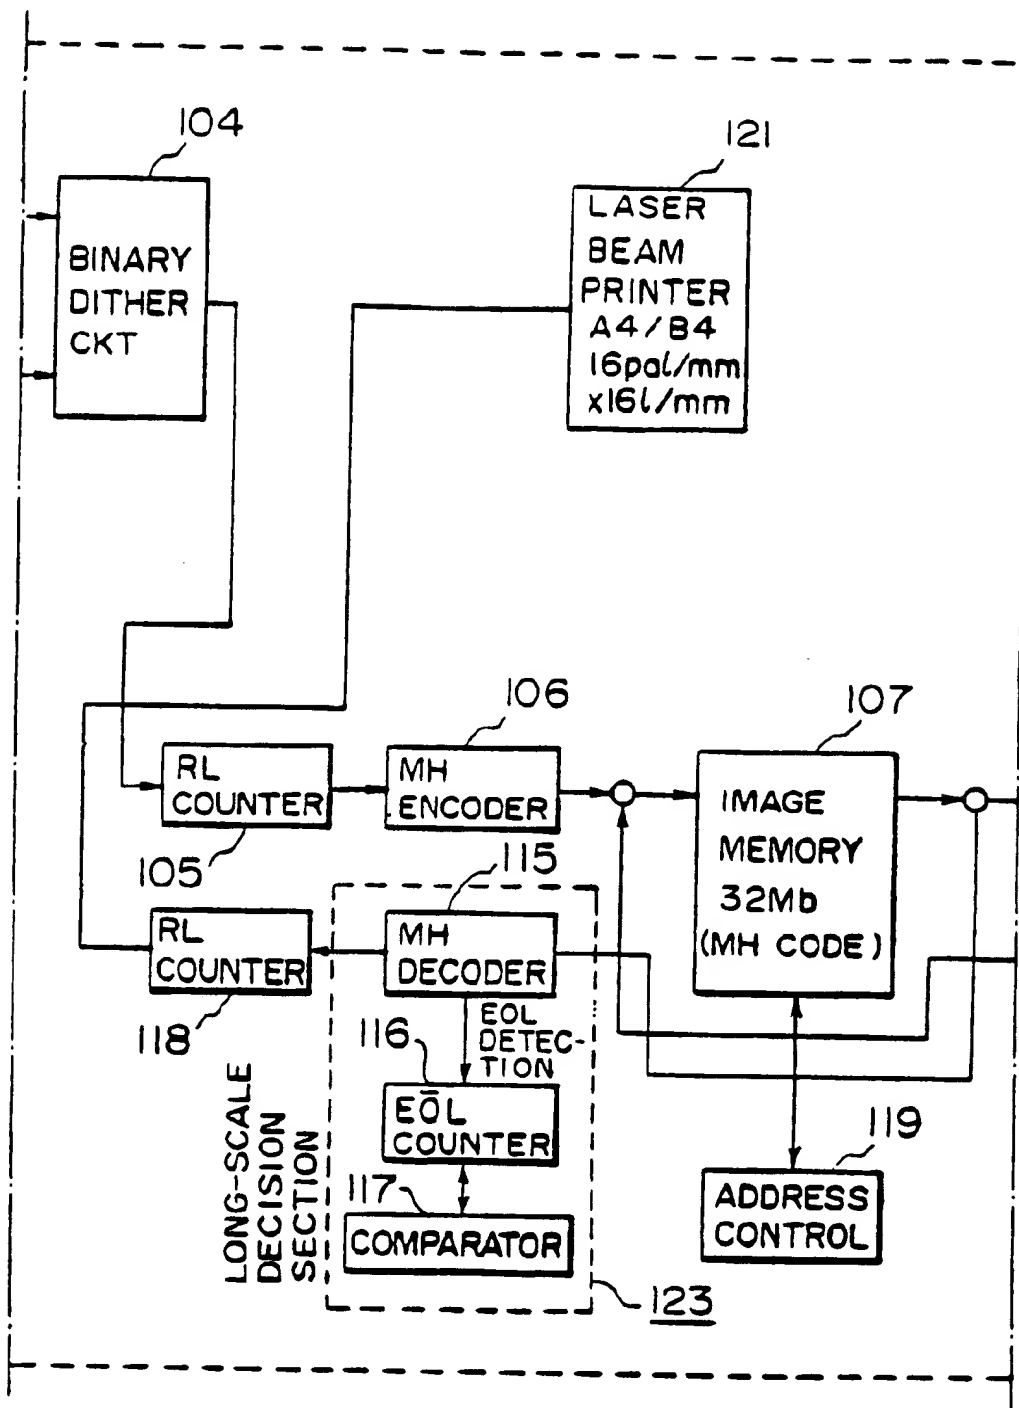 104
BINARY
DITHER
CKT
121
LASER
BEAM
PRINTER
A4/B4
16pal/mm
x16l/mm
106
107
RL
COUNTER
105
MH
ENCODER
IMAGE
MEMORY
32Mb
(MH CODE)
115
RL
COUNTER
118
MH
DECODER
EOL
DETEC-
TION
116
EOL
COUNTER
117
COMPARATOR
LONG-SCALE
DECISION
SECTION
123
119
ADDRESS
CONTROL